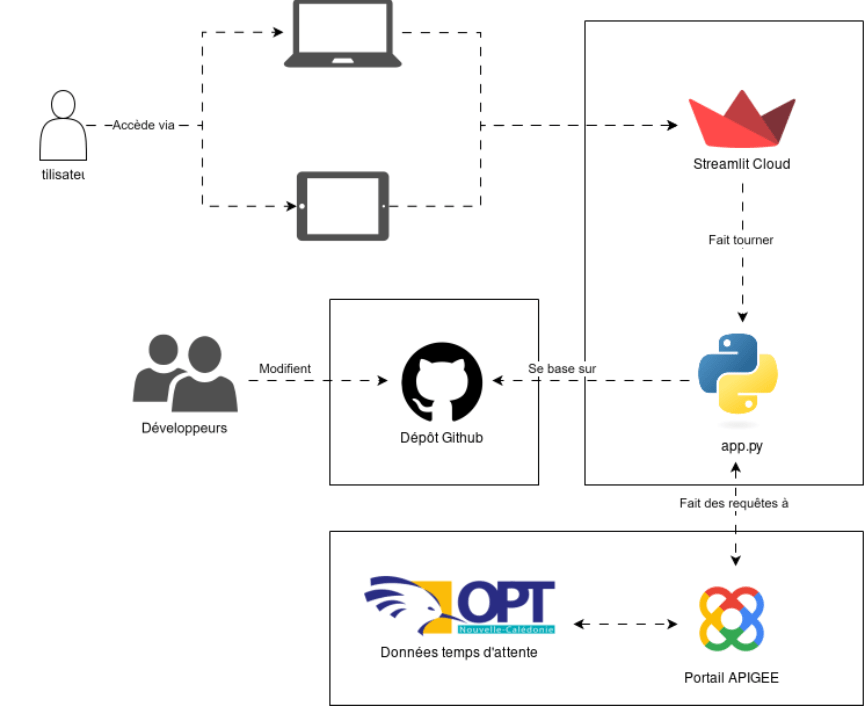 Accède via
tilisateu
Streamlit Cloud
Fait tourner
Modifient
Se base sur
Développeurs
Dépôt Github
app.py
Fait des requêtes à
OPT
Nouvelle-Calédonie
Données temps d'attente
Portail APIGEE